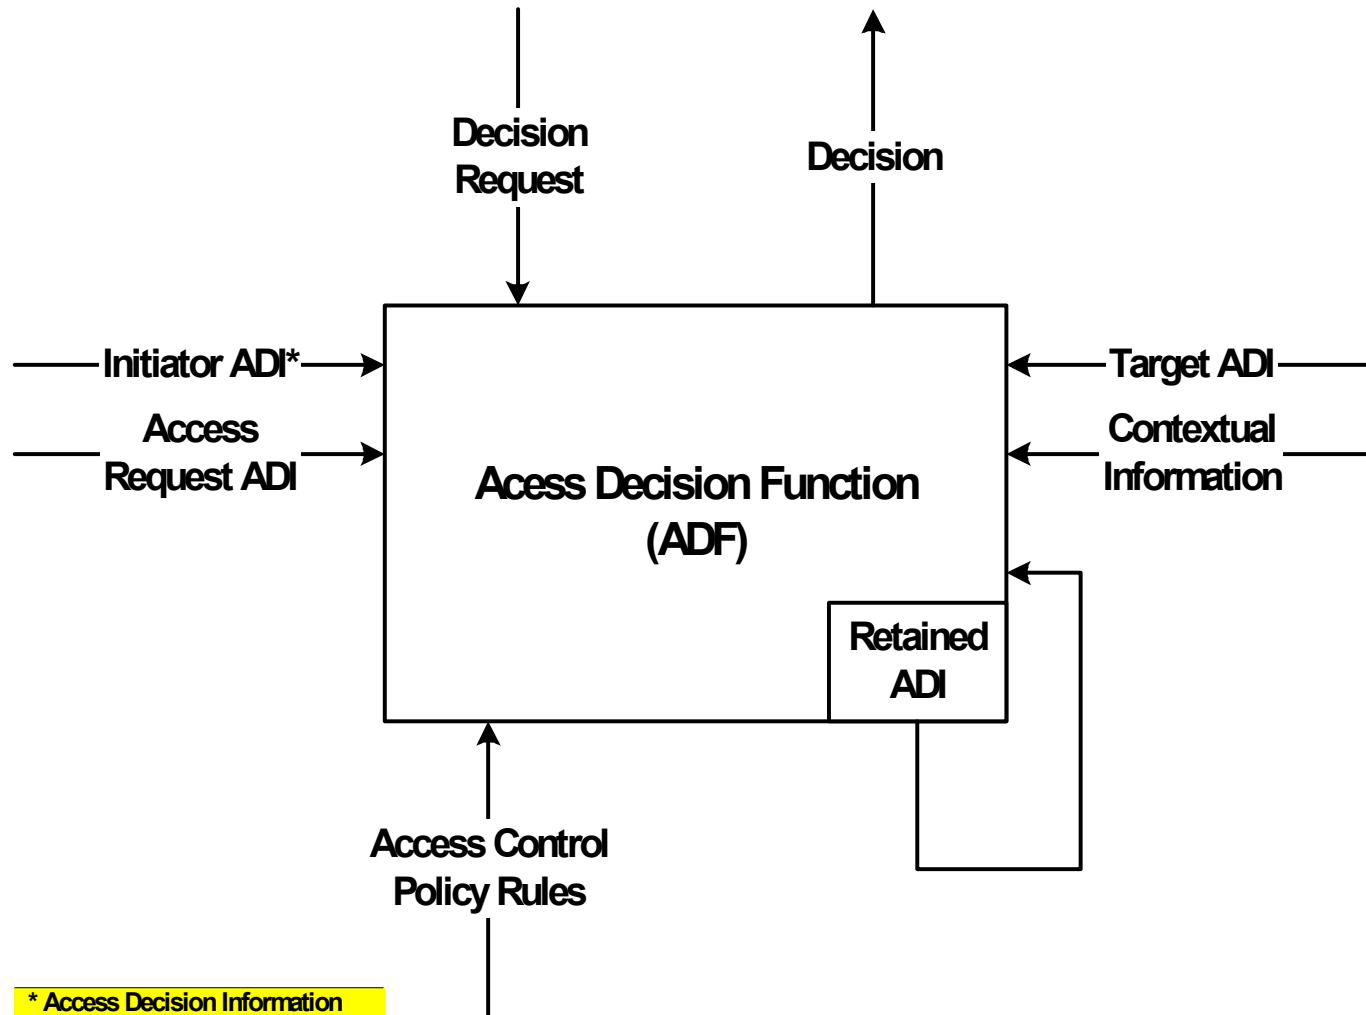 Decision
Request
Decision
Initiator ADI*
Target ADI
Access
Request ADI
Contextual
Information
Acess Decision Function
(ADF)
Retained
ADI
Access Control
Policy Rules
* Access Decision Information